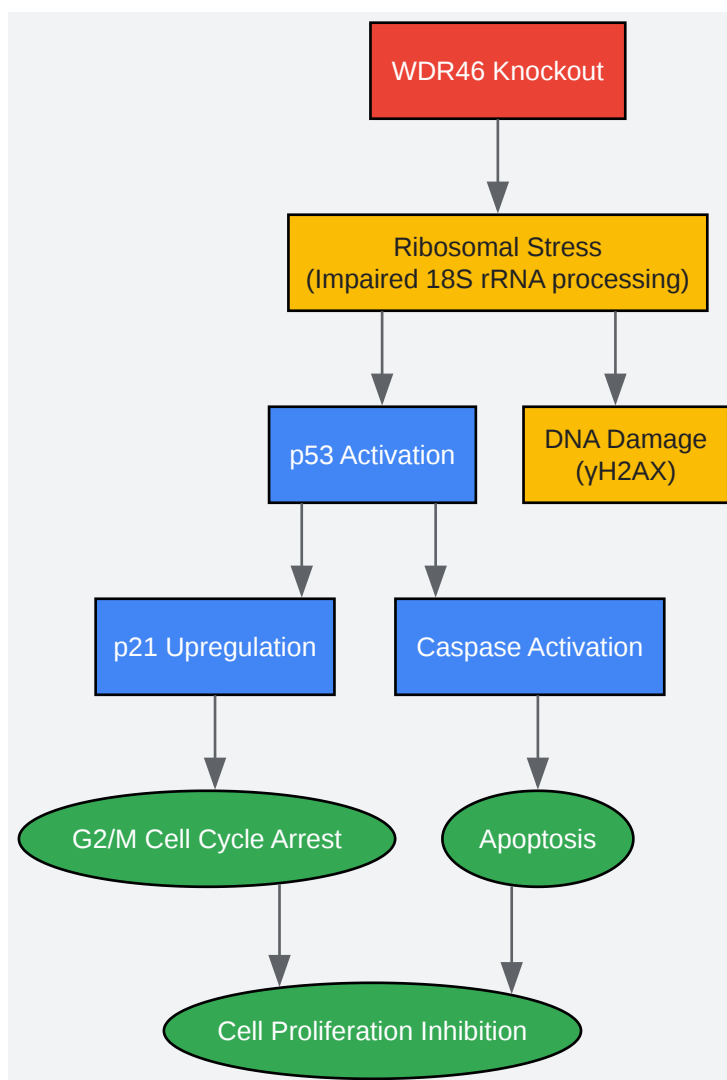 WDR46 Knockout
Ribosomal Stress
(Impaired 18S rRNA processing)
p53 Activation
DNA Damage
(γH2AX)
p21 Upregulation
Caspase Activation
G2/M Cell Cycle Arrest
Apoptosis
Cell Proliferation Inhibition